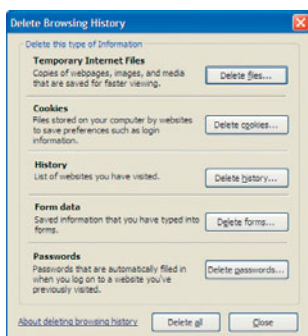 Delete Browsing History
Delete this type of Information
Temporary Internet Files
Copies of webpages, images, and media
that are saved for faster viewing.
Delete files...
Cookies
Files stored on your computer by websites
to save preferences such as login
information.
Delete cookies...
History
List of websites you have visited.
Delete history...
Form data
Saved information that you have typed into
forms.
Delete forms...
Passwords
Passwords that are automatically filled in
when you log on to a website you've
previously visited.
Delete passwords...
About deleting browsing history
Delete all
Close